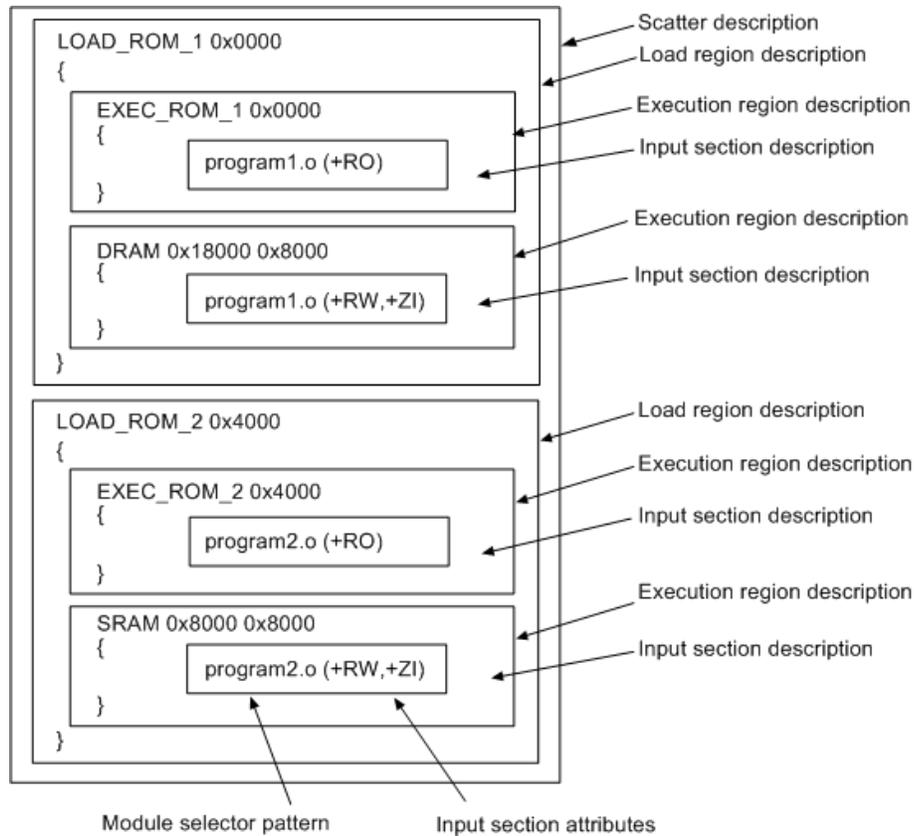 Scatter description
LOAD_ROM_1 0x0000
Load region description
{
EXEC_ROM_1 0x0000
Execution region description
{
program1.o (+RO)
Input section description
}
DRAM 0x18000 0x8000
Execution region description
{
program1.o (+RW,+ZI)
Input section description
}
}
LOAD_ROM_2 0x4000
Load region description
{
EXEC_ROM_2 0x4000
Execution region description
{
program2.o (+RO)
Input section description
}
SRAM 0x8000 0x8000
Execution region description
{
program2.o (+RW,+ZI)
Input section description
}
}
Module selector pattern
Input section attributes